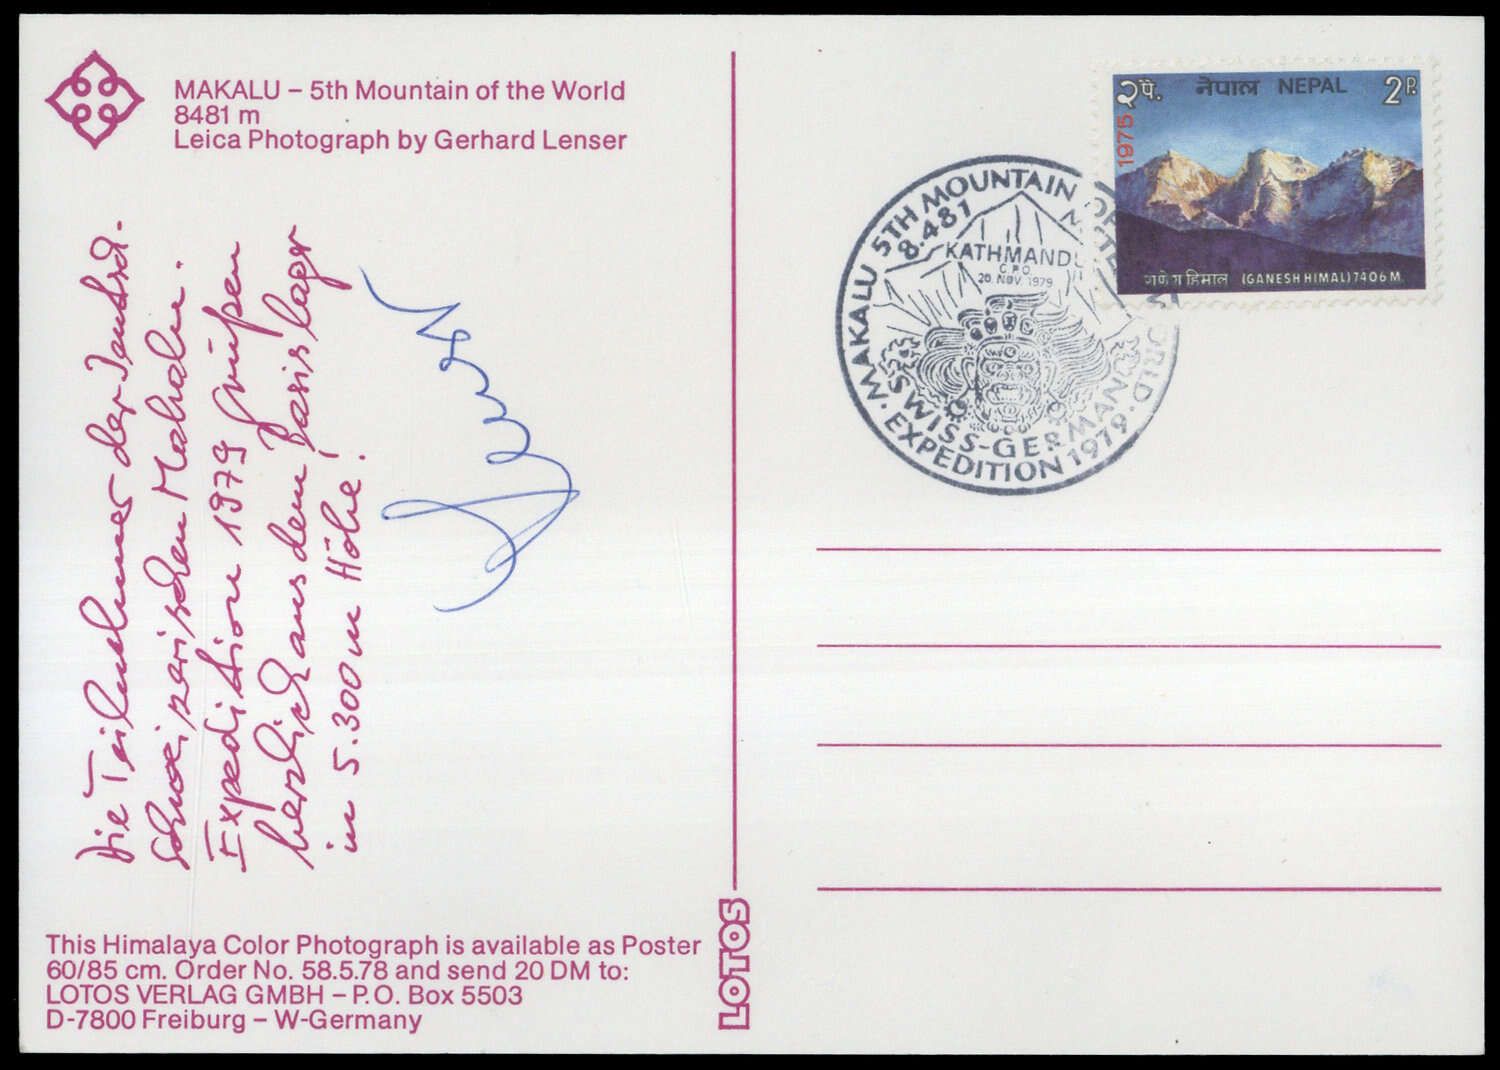 MAKALU – 5th Mountain of the World
8481 m
Leica Photograph by Gerhard Lenser
Die Teilnehmer der
Schweizerischen Makalu.
Expedition 1979 grüßen
herzlich aus dem Basislager
in 5.300 m Höhe!
This Himalaya Color Photograph is available as Poster
60/85 cm. Order No. 58.5.78 and send 20 DM to:
LOTOS VERLAG GMBH – P.O. Box 5503
D-7800 Freiburg – W-Germany
LOTOS
२ पै. नेपाल NEPAL 2 P.
1975
गणेश हिमाल (GANESH HIMAL) 7406 M.
MAKALU 5TH MOUNTAIN OF WORLD
8.481 METE
KATHMANDU
G.P.O.
20. NOV. 1979
SWISS-GERMAN
EXPEDITION 1979